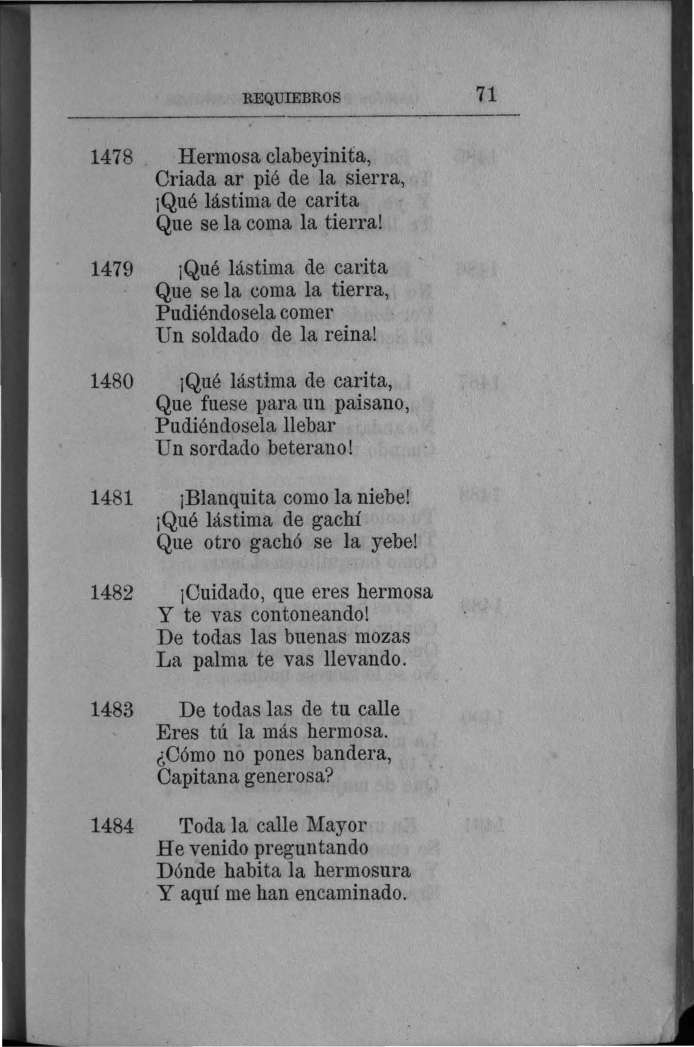 REQUIEBROS 71
1478 Hermosa clabeyinita,
Criada ar pié de la sierra,
¡Qué lástima de carita
Que se la coma la tierra!
1479 ¡Qué lástima de carita
Que se la coma la tierra,
Pudiéndosela comer
Un soldado de la reina!
1480 ¡Qué lástima de carita,
Que fuese para un paisano,
Pudiéndosela llebar
Un sordado beterano!
1481 ¡Blanquita como la niebe!
¡Qué lástima de gachí
Que otro gachó se la yebe!
1482 ¡Cuidado, que eres hermosa
Y te vas contoneando!
De todas las buenas mozas
La palma te vas llevando.
1483 De todas las de tu calle
Eres tú la más hermosa.
¿Cómo no pones bandera,
Capitana generosa?
1484 Toda la calle Mayor
He venido preguntando
Dónde habita la hermosura
Y aquí me han encaminado.